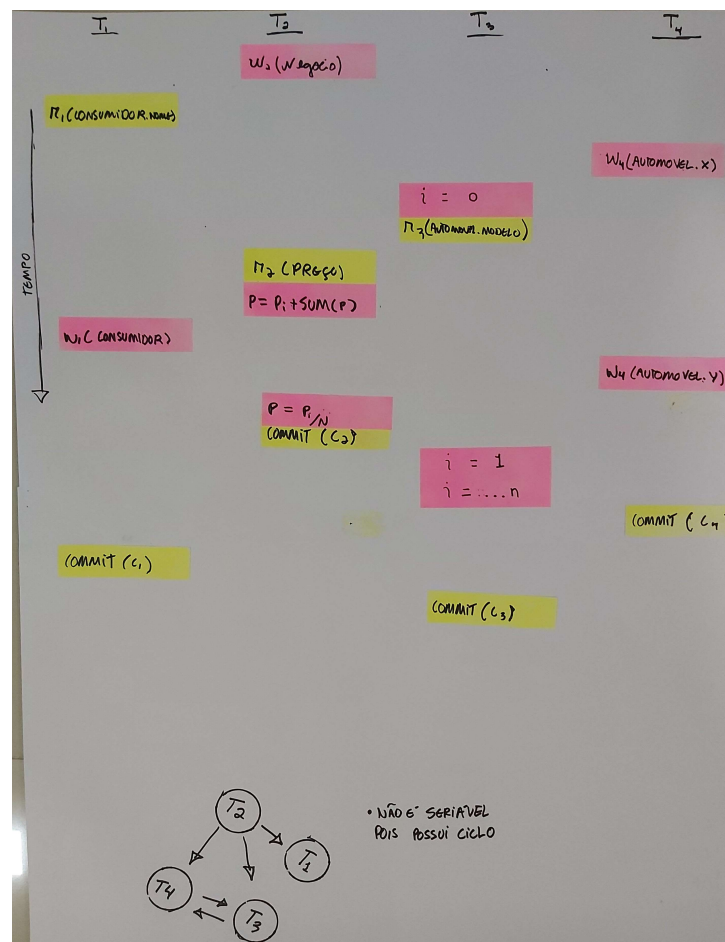 T1 T2 T3 T4
W2(Negocio)
r1(CONSUMIDOR.NOME)
W4(AUTOMOVEL.X)
i = 0
r3(AUTOMOVEL.MODELO)
TEMPO
r2(PREÇO)
P = Pi+SUM(P)
W1(CONSUMIDOR)
W4(AUTOMOVEL.Y)
P = Pi/N
COMMIT (C2)
i = 1
i = ....n
COMMIT (C4
COMMIT (C1)
COMMIT (C3)
T2
• NÃO É SERIÁVEL
POIS POSSUI CICLO
T1
T4
T3